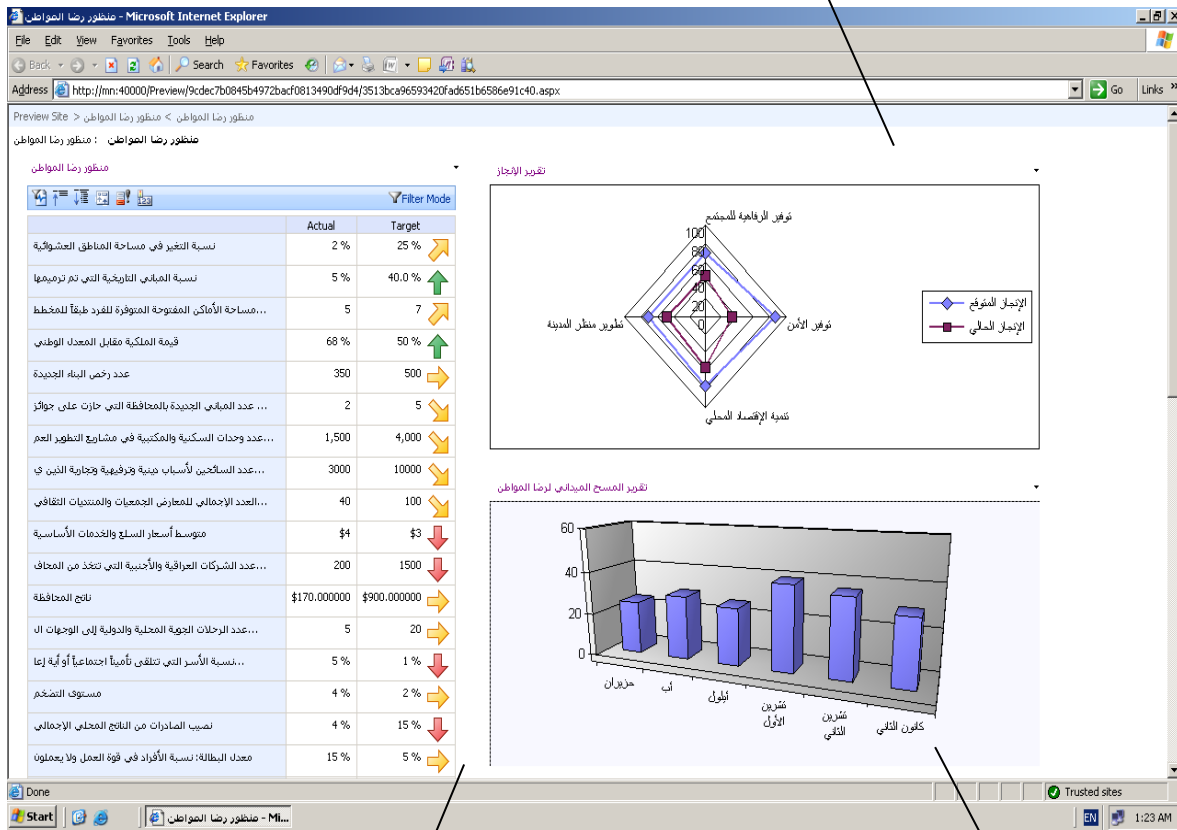 منظور رضا المواطن - Microsoft Internet Explorer
File Edit View Favorites Tools Help
Back Search Favorites
Address http://mn:40000/Preview/9cdec7b0845b4972bacf0813490df9d4/3513bca96593420fad651b6586e91c40.aspx Go Links »
Preview Site > منظور رضا المواطن > منظور رضا المواطن
منظور رضا المواطن : منظور رضا المواطن
منظور رضا المواطن
Filter Mode
Actual Target
نسبة التغير في مساحة المناطق العشوائية 2 % 25 %
نسبة المباني التاريخية التي تم ترميمها 5 % 40.0 %
مساحة الأماكن المفتوحة المتوفرة للفرد طبقاً للمخطط... 5 7
قيمة الملكية مقابل المعدل الوطني 68 % 50 %
عدد رخص البناء الجديدة 350 500
عدد المباني الجديدة بالمحافظة التي حازت على جوائز ... 2 5
عدد وحدات السكنية والمكتبية في مشاريع التطوير العم... 1,500 4,000
عدد السائحين لأسباب دينية وترفيهية وتجارية الذين ي... 3000 10000
العدد الإجمالي للمعارض الجمعيات والمنتديات الثقافي... 40 100
متوسط أسعار السلع والخدمات الأساسية $4 $3
عدد الشركات العراقية والأجنبية التي تتخذ من المحاف... 200 1500
ناتج المحافظة $170.000000 $900.000000
عدد الرحلات الجوية المحلية والدولية إلى الوجهات ال... 5 20
نسبة الأسر التي تتلقى تأميناً اجتماعياً أو أية إعا... 5 % 1 %
مستوى التضخم 4 % 2 %
نصيب الصادرات من الناتج المحلي الإجمالي 4 % 15 %
معدل البطالة: نسبة الأفراد في قوة العمل ولا يعملون 15 % 5 %
تقرير الإنجاز
توفير الرفاهية للمجتمع
100
80
60
40
20
0
تطوير منظر المدينة
توفير الأمن
تنمية الإقتصاد المحلي
الإنجاز المتوقع
الإنجاز الحالي
تقرير المسح الميداني لرضا المواطن
60
40
20
0
حزيران
أب
أيلول
تشرين الأول
تشرين الثاني
كانون الثاني
Done Trusted sites
Start منظور رضا المواطن - Mi... EN 1:23 AM